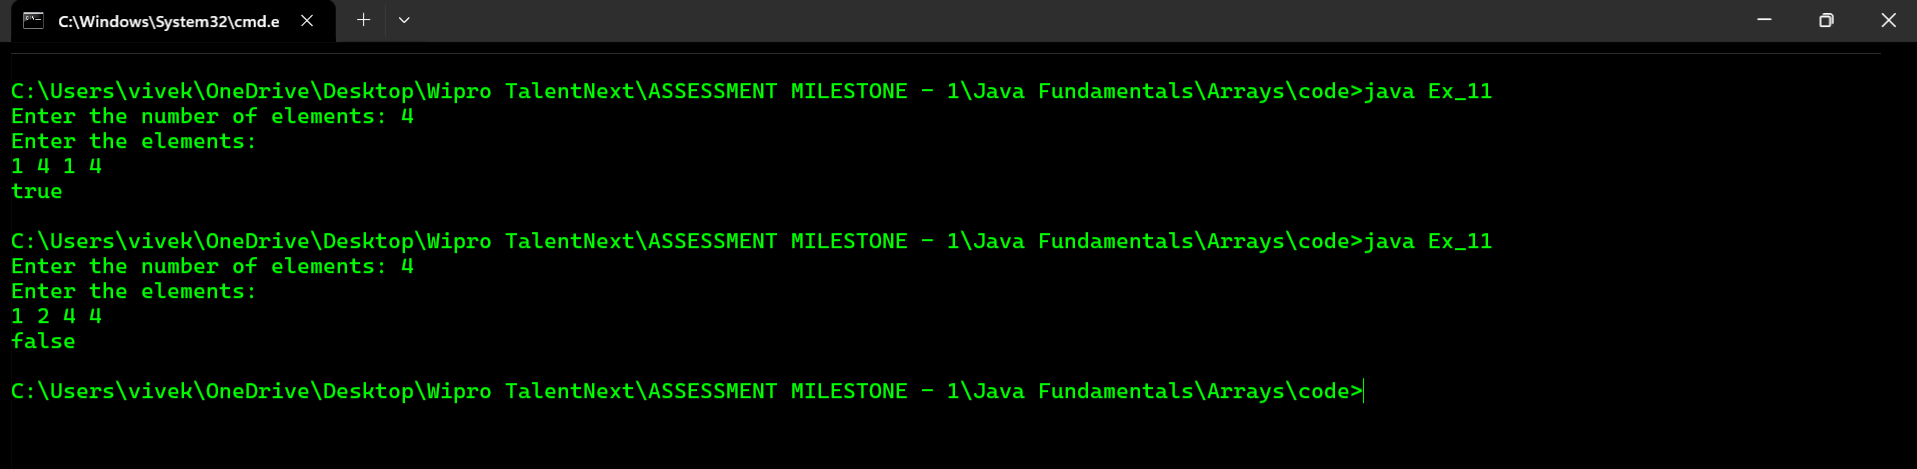 C:\Windows\System32\cmd.e
C:\Users\vivek\OneDrive\Desktop\Wipro TalentNext\ASSESSMENT MILESTONE - 1\Java Fundamentals\Arrays\code>java Ex_11
Enter the number of elements: 4
Enter the elements:
1 4 1 4
true
C:\Users\vivek\OneDrive\Desktop\Wipro TalentNext\ASSESSMENT MILESTONE - 1\Java Fundamentals\Arrays\code>java Ex_11
Enter the number of elements: 4
Enter the elements:
1 2 4 4
false
C:\Users\vivek\OneDrive\Desktop\Wipro TalentNext\ASSESSMENT MILESTONE - 1\Java Fundamentals\Arrays\code>